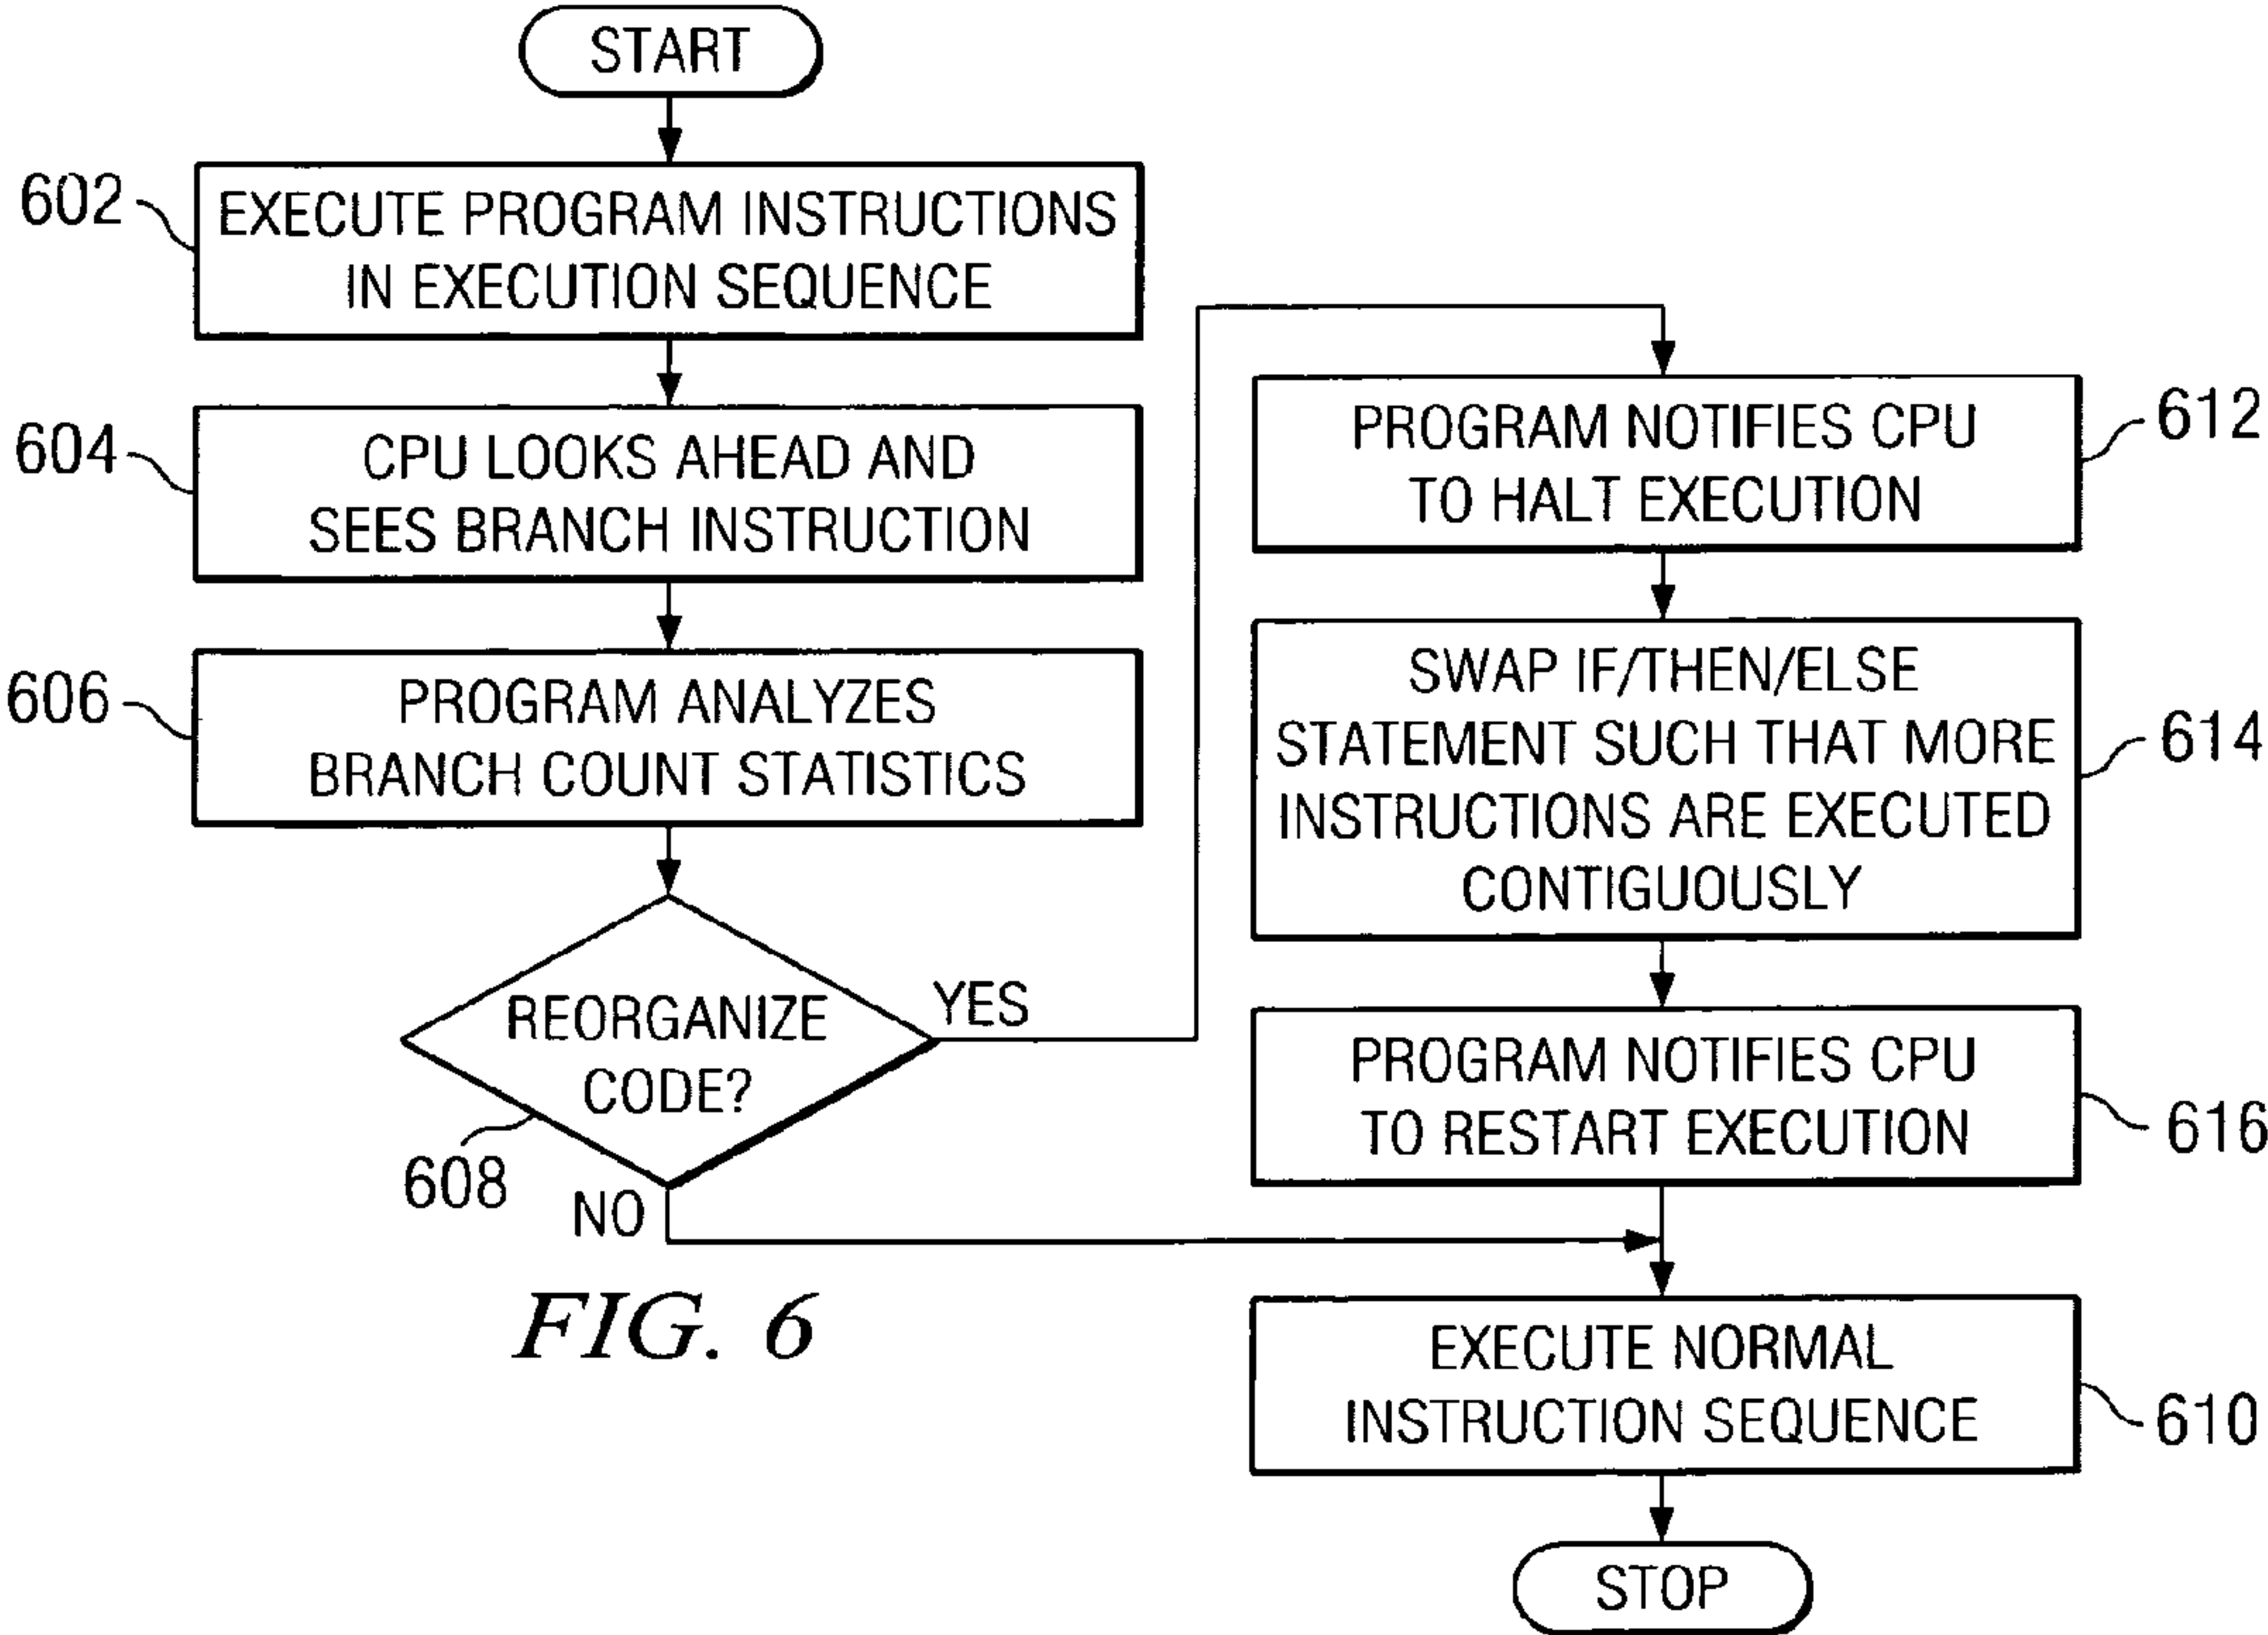 START
602
EXECUTE PROGRAM INSTRUCTIONS
IN EXECUTION SEQUENCE
604
CPU LOOKS AHEAD AND
SEES BRANCH INSTRUCTION
606
PROGRAM ANALYZES
BRANCH COUNT STATISTICS
REORGANIZE
CODE?
YES
608
NO
PROGRAM NOTIFIES CPU
TO HALT EXECUTION
612
SWAP IF/THEN/ELSE
STATEMENT SUCH THAT MORE
INSTRUCTIONS ARE EXECUTED
CONTIGUOUSLY
614
PROGRAM NOTIFIES CPU
TO RESTART EXECUTION
616
EXECUTE NORMAL
INSTRUCTION SEQUENCE
610
STOP
FIG. 6